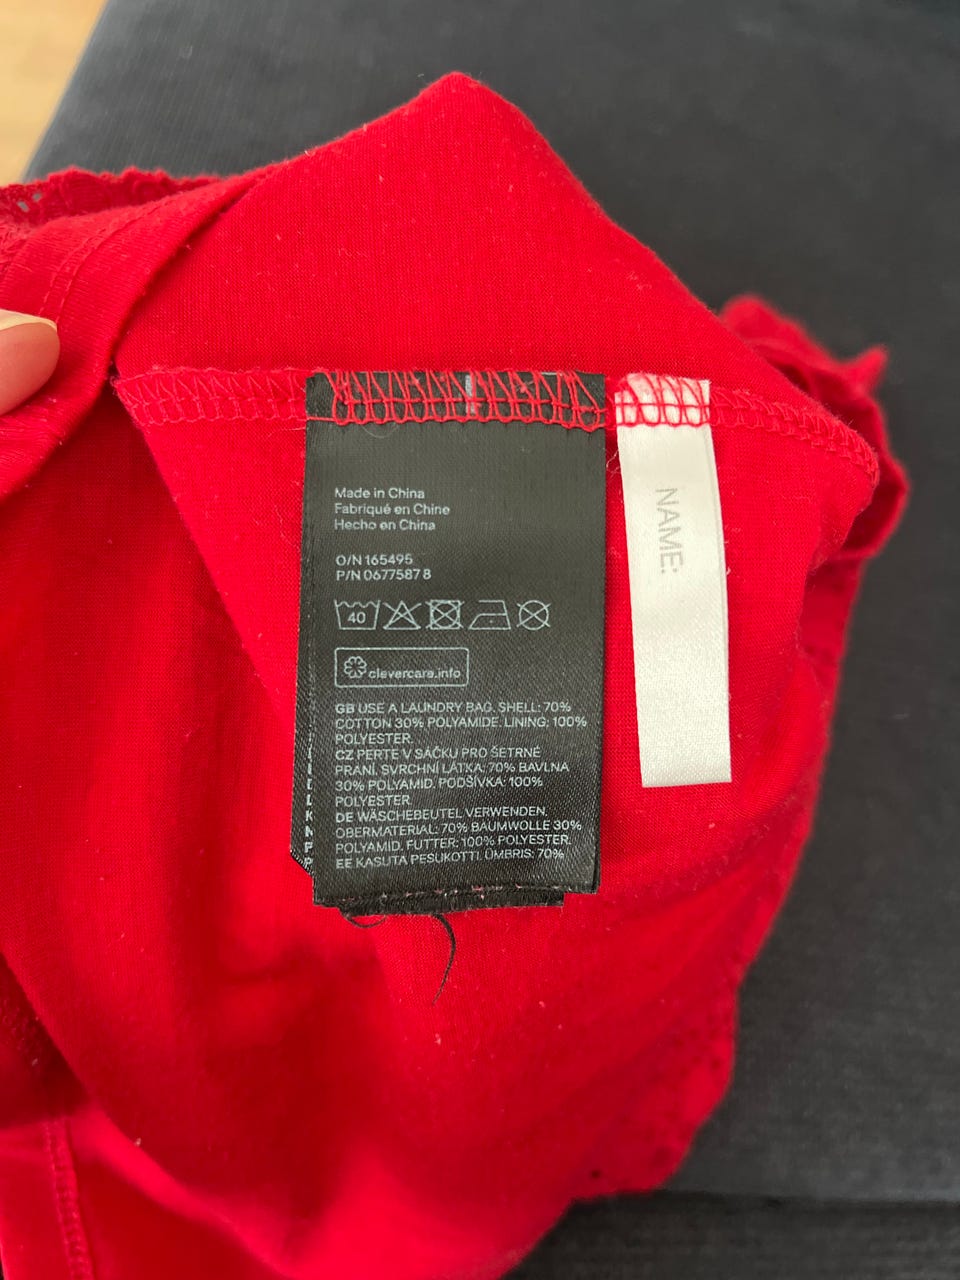 Made in China
Fabriqué en Chine
Hecho en China
O/N 165495
P/N 0677587 8
40
clevercare.info
GB USE A LAUNDRY BAG. SHELL: 70%
COTTON 30% POLYAMIDE. LINING: 100%
POLYESTER.
CZ PERTE V SÁČKU PRO ŠETRNÉ
PRANÍ. SVRCHNÍ LÁTKA: 70% BAVLNA
30% POLYAMID. PODŠÍVKA: 100%
POLYESTER.
DE WÄSCHEBEUTEL VERWENDEN.
OBERMATERIAL: 70% BAUMWOLLE 30%
POLYAMID. FUTTER: 100% POLYESTER.
EE KASUTA PESUKOTTI. ÜMBRIS: 70%
NAME: